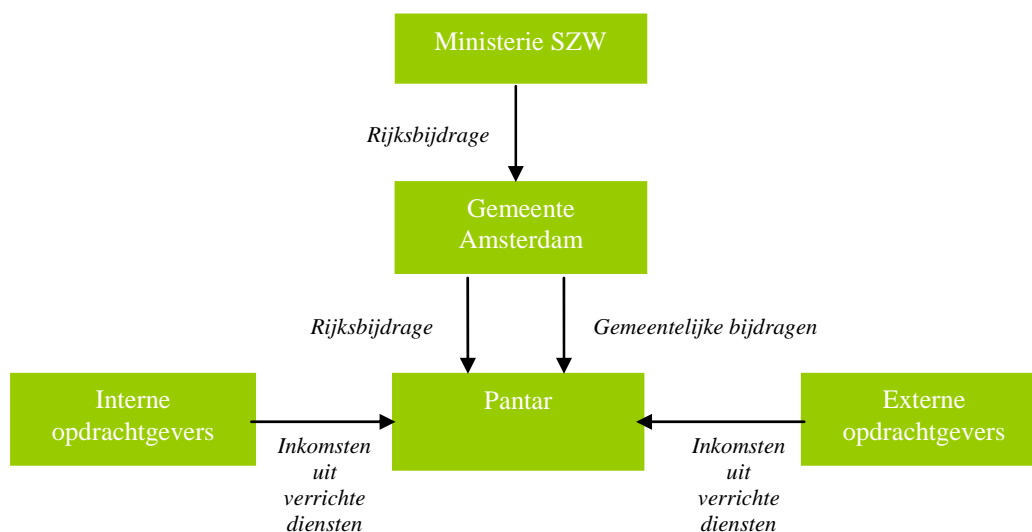 Ministerie SZW
Rijksbijdrage
Gemeente
Amsterdam
Rijksbijdrage
Gemeentelijke bijdragen
Interne
opdrachtgevers
Pantar
Externe
opdrachtgevers
Inkomsten
uit
verrichte
diensten
Inkomsten
uit
verrichte
diensten